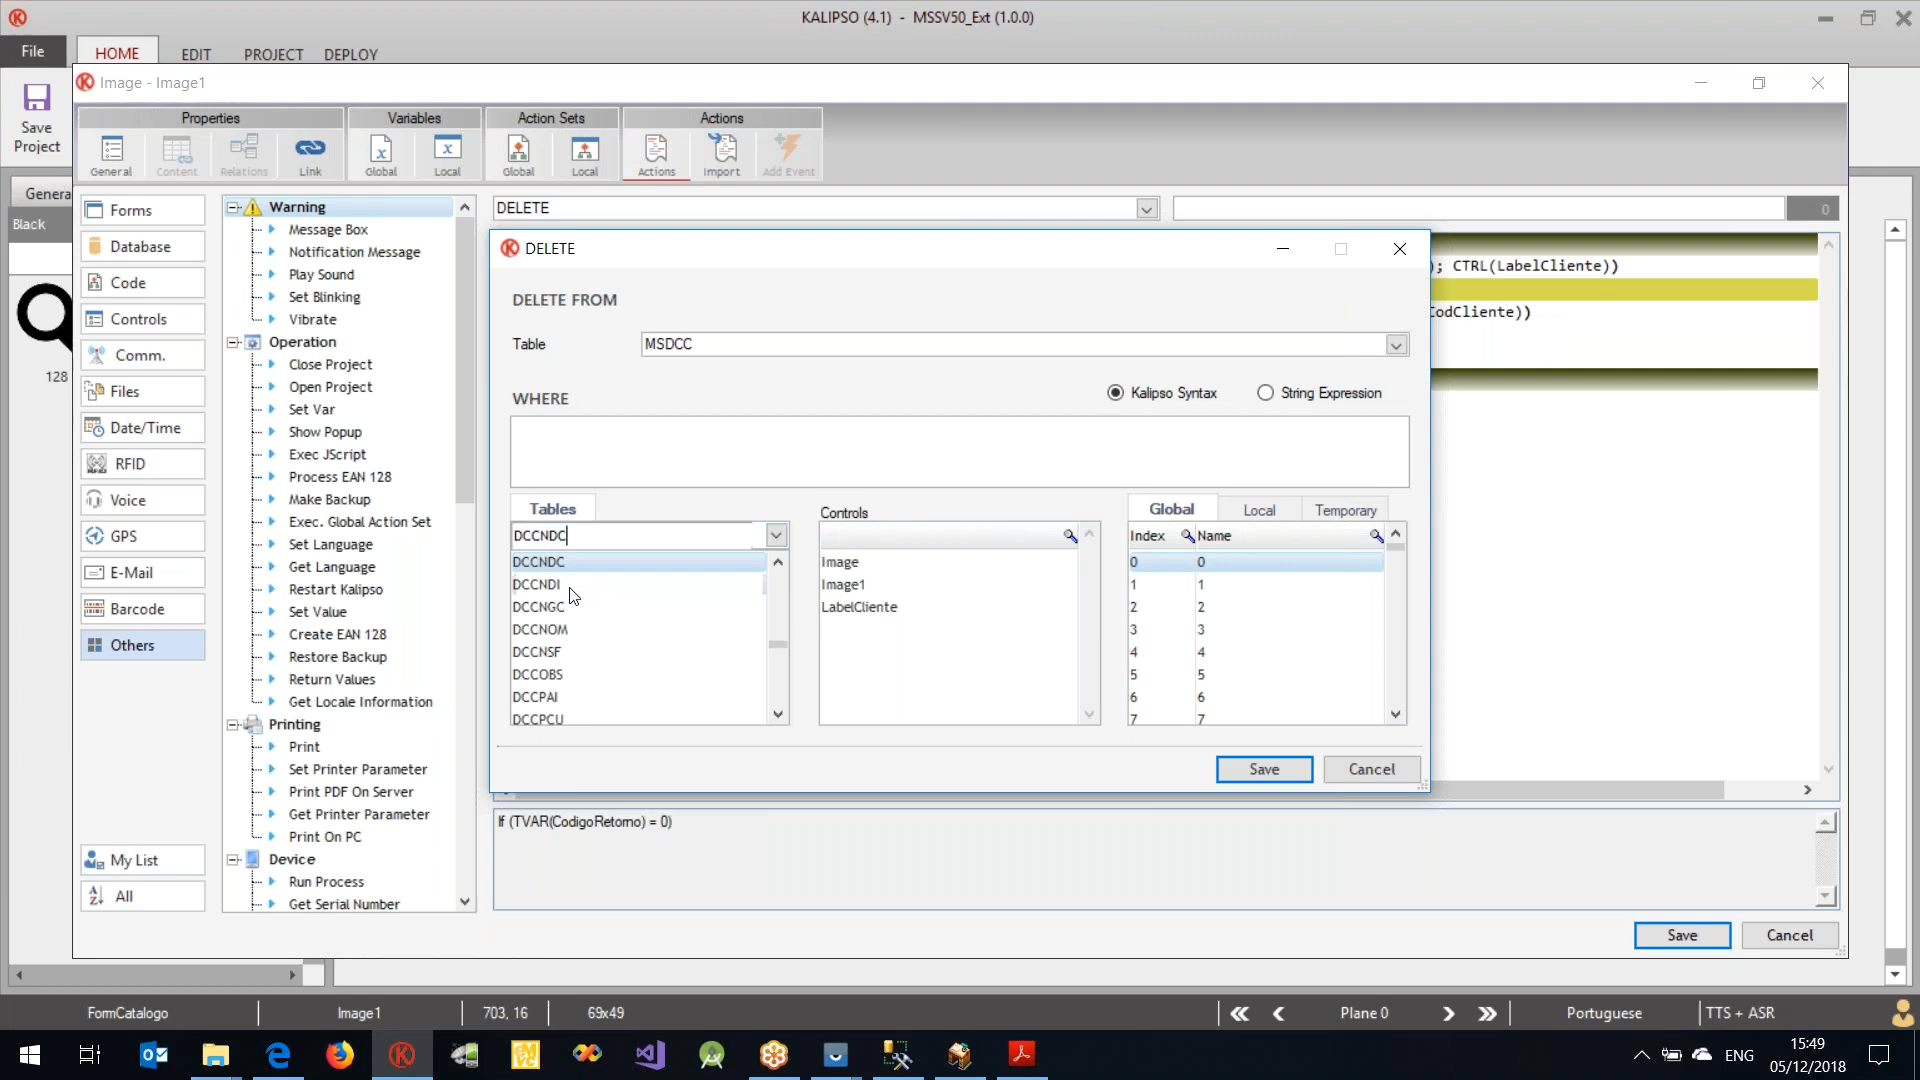 KALIPSO (4.1) - MSSV50_Ext (1.0.0)
File
HOME
EDIT
PROJECT
DEPLOY
Save
Project
Image - Image1
Properties
Variables
Action Sets
Actions
General
Content
Relations
Link
Global
Local
Global
Local
Actions
Import
Add Event
Genera
Black
128
Forms
Database
Code
Controls
Comm.
Files
Date/Time
RFID
Voice
GPS
E-Mail
Barcode
Others
My List
All
Warning
Message Box
Notification Message
Play Sound
Set Blinking
Vibrate
Operation
Close Project
Open Project
Set Var
Show Popup
Exec JScript
Process EAN 128
Make Backup
Exec. Global Action Set
Set Language
Get Language
Restart Kalipso
Set Value
Create EAN 128
Restore Backup
Return Values
Get Locale Information
Printing
Print
Set Printer Parameter
Print PDF On Server
Get Printer Parameter
Print On PC
Device
Run Process
Get Serial Number
DELETE
0
); CTRL(LabelCliente))
CodCliente))
DELETE
DELETE FROM
Table
MSDCC
WHERE
Kalipso Syntax
String Expression
Tables
DCCNDC
DCCNDC
DCCNDI
DCCNGC
DCCNOM
DCCNSF
DCCOBS
DCCPAI
DCCPCU
Controls
Image
Image1
LabelCliente
Global
Local
Temporary
Index Name
0 0
1 1
2 2
3 3
4 4
5 5
6 6
7 7
Save
Cancel
If (TVAR(CodigoRetorno) = 0)
Save
Cancel
FormCatalogo
Image1
703, 16
69x49
Plane 0
Portuguese
TTS + ASR
ENG
15:49
05/12/2018